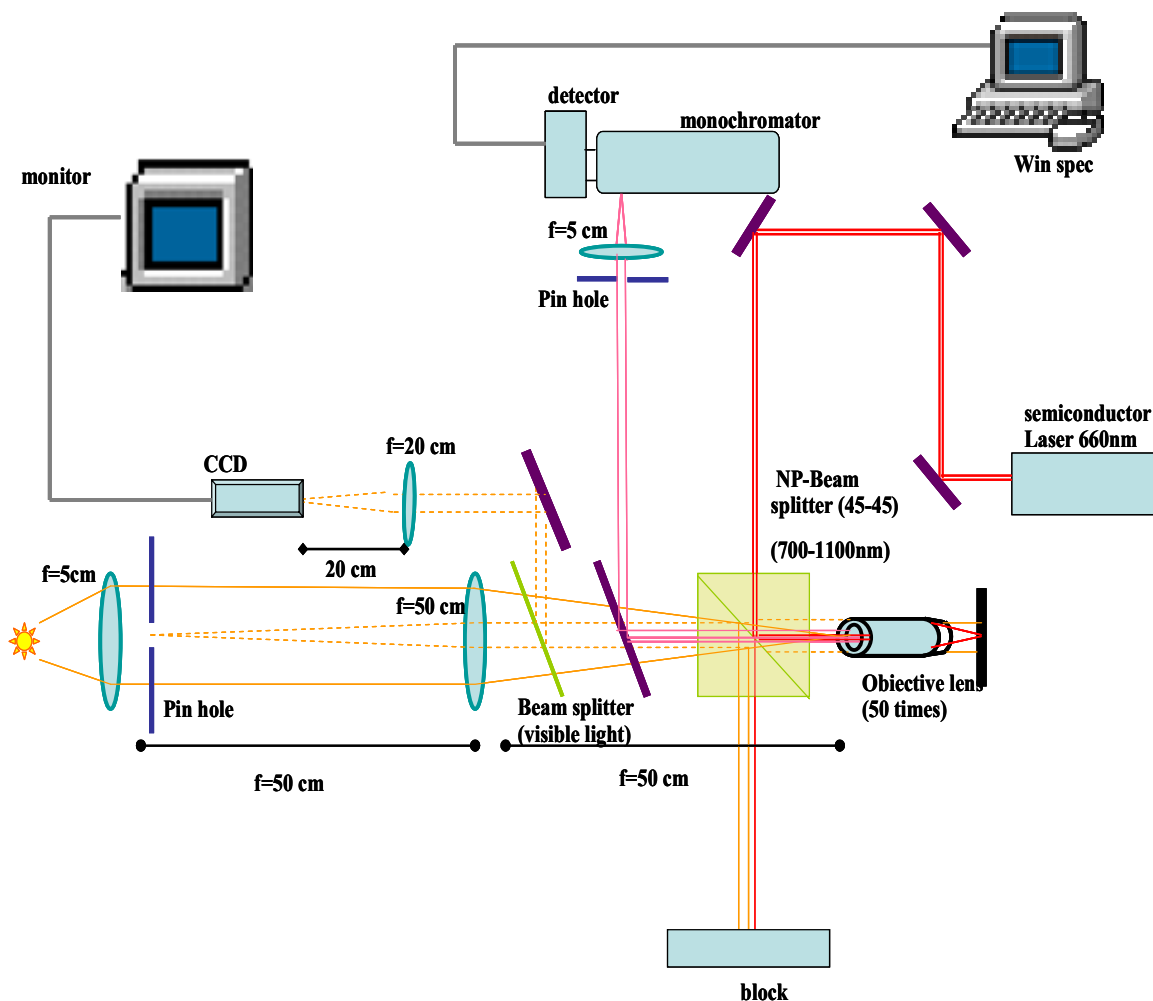 detector
monochromator
Win spec
monitor
f=5 cm
Pin hole
semiconductor
Laser 660nm
f=20 cm
CCD
NP-Beam
splitter (45-45)
(700-1100nm)
20 cm
f=5cm
f=50 cm
Obiective lens
(50 times)
Pin hole
Beam splitter
(visible light)
f=50 cm
f=50 cm
block